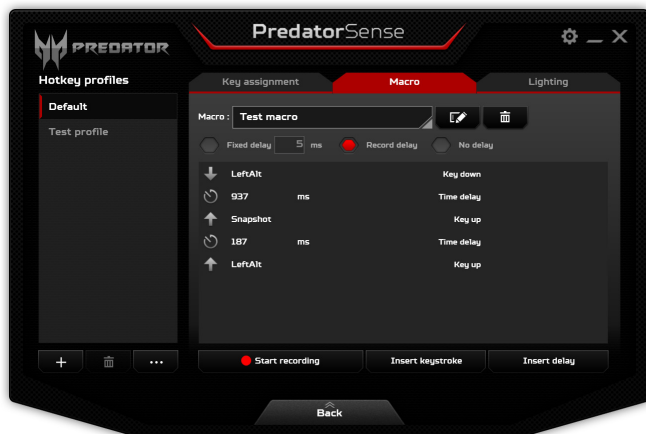 PredatorSense
PREDATOR
Hotkey profiles
Default
Test profile
Key assignment
Macro
Lighting
Macro : Test macro
Fixed delay 5 ms Record delay No delay
LeftAlt Key down
937 ms Time delay
Snapshot Key up
187 ms Time delay
LeftAlt Key up
Start recording
Insert keystroke
Insert delay
Back